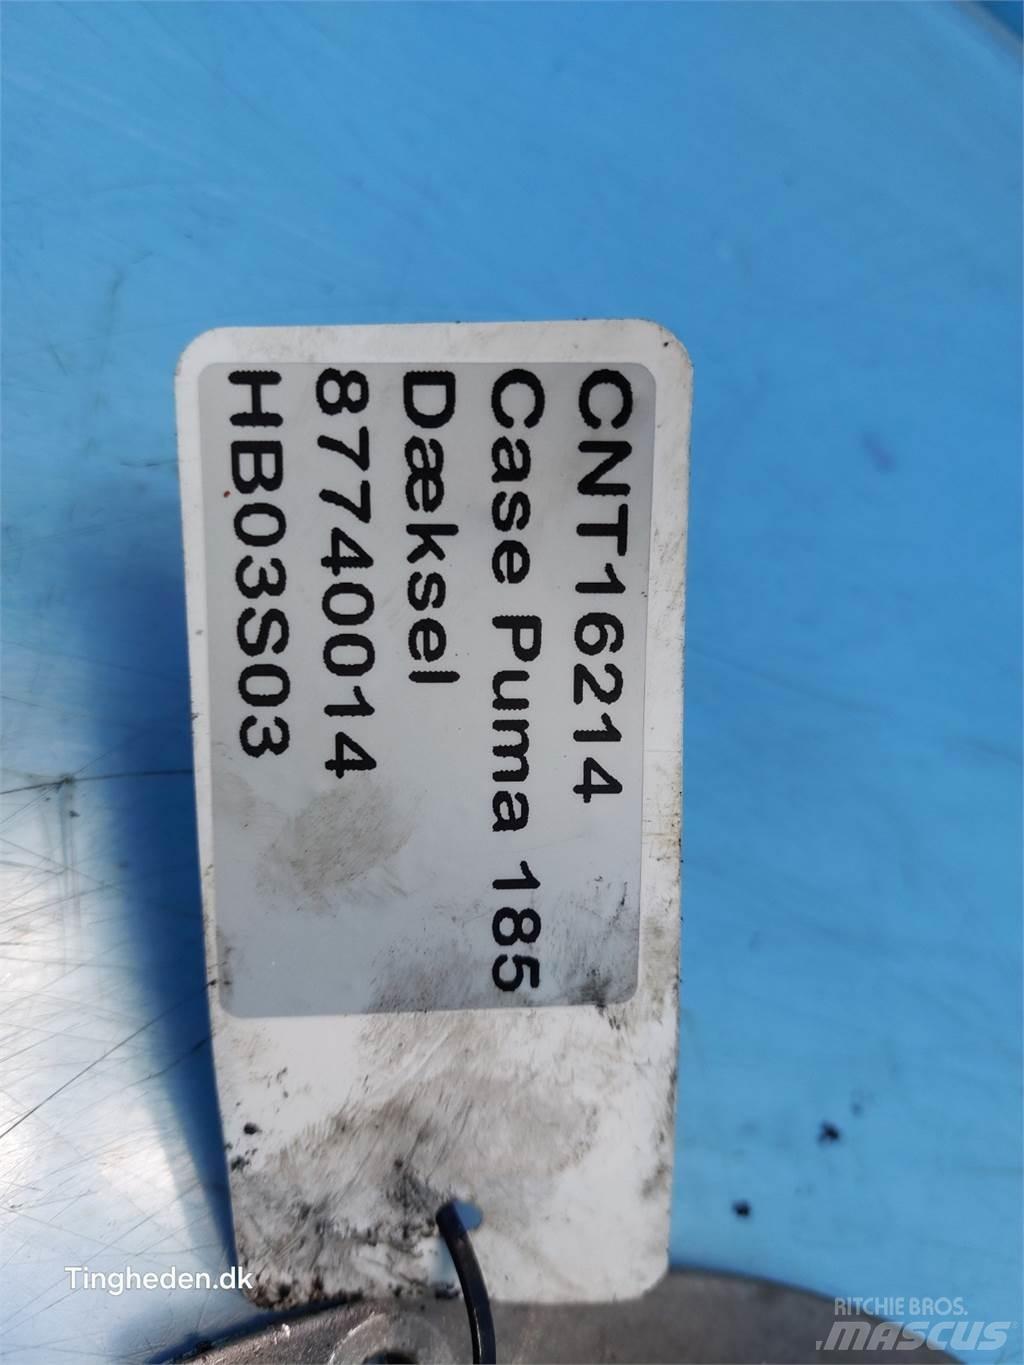 CNT16214
Case Puma 185
Dæksel
87740014
HB03S03
Tingheden.dk
RITCHIE BROS.
MASCUS